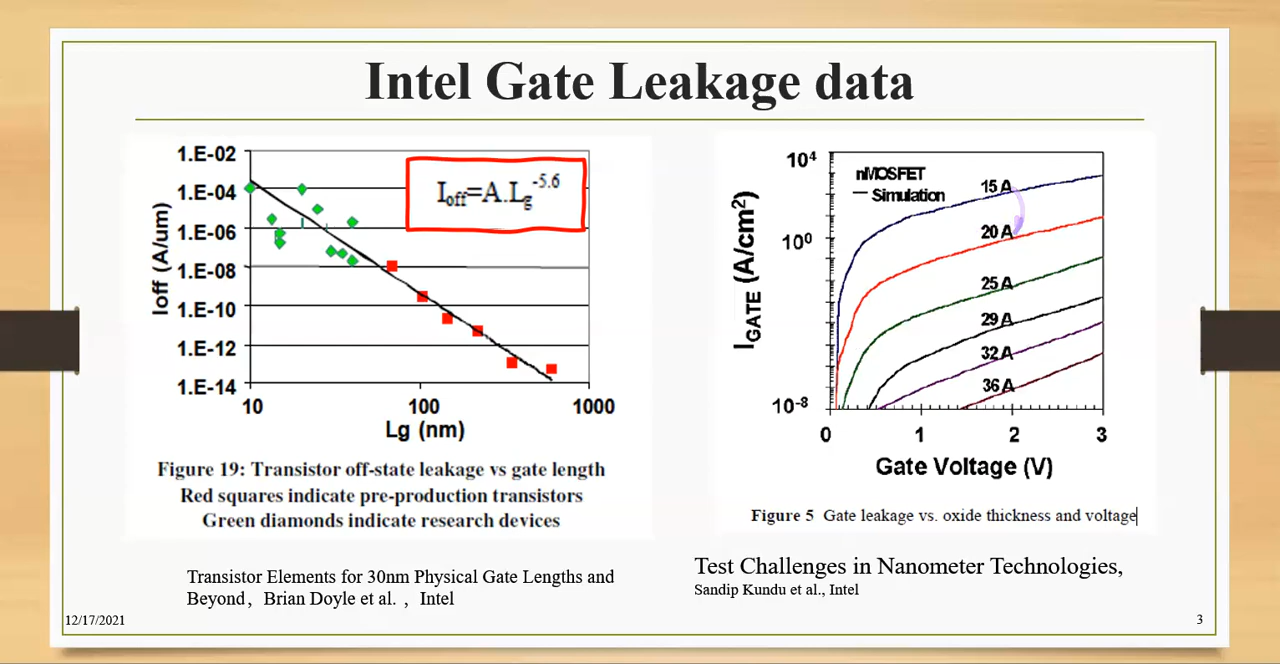 Intel Gate Leakage data
1.E-02
1.E-04
1.E-06
1.E-08
1.E-10
1.E-12
1.E-14
Ioff (A/um)
Ioff=A.Lg-5.6
10
100
1000
Lg (nm)
Figure 19: Transistor off-state leakage vs gate length
Red squares indicate pre-production transistors
Green diamonds indicate research devices
Transistor Elements for 30nm Physical Gate Lengths and
Beyond, Brian Doyle et al. , Intel
10⁴
10⁰
10⁻⁸
IGATE (A/cm²)
nMOSFET
Simulation
15 A
20 A
25 A
29 A
32 A
36 A
0
1
2
3
Gate Voltage (V)
Figure 5 Gate leakage vs. oxide thickness and voltage
Test Challenges in Nanometer Technologies,
Sandip Kundu et al., Intel
12/17/2021
3